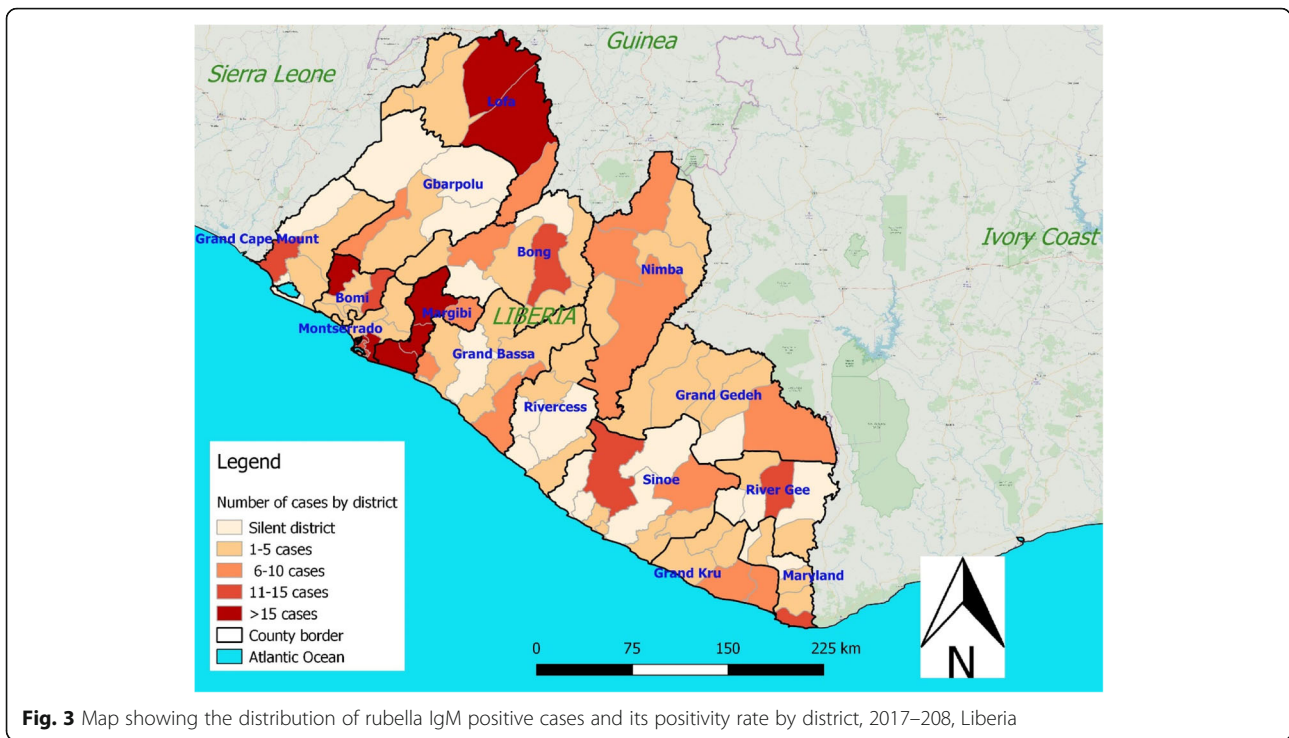 Guinea
Sierra Leone
Lofa
Gbarpolu
Grand Cape Mount
Ivory Coast
Bong
Nimba
Bomi
Margibi
LIBERIA
Montserrado
Grand Bassa
Grand Gedeh
Rivercess
Sinoe
River Gee
Grand Kru
Maryland
Legend
Number of cases by district
Silent district
1-5 cases
6-10 cases
11-15 cases
>15 cases
County border
Atlantic Ocean
0 75 150 225 km
N
Fig. 3 Map showing the distribution of rubella IgM positive cases and its positivity rate by district, 2017–208, Liberia